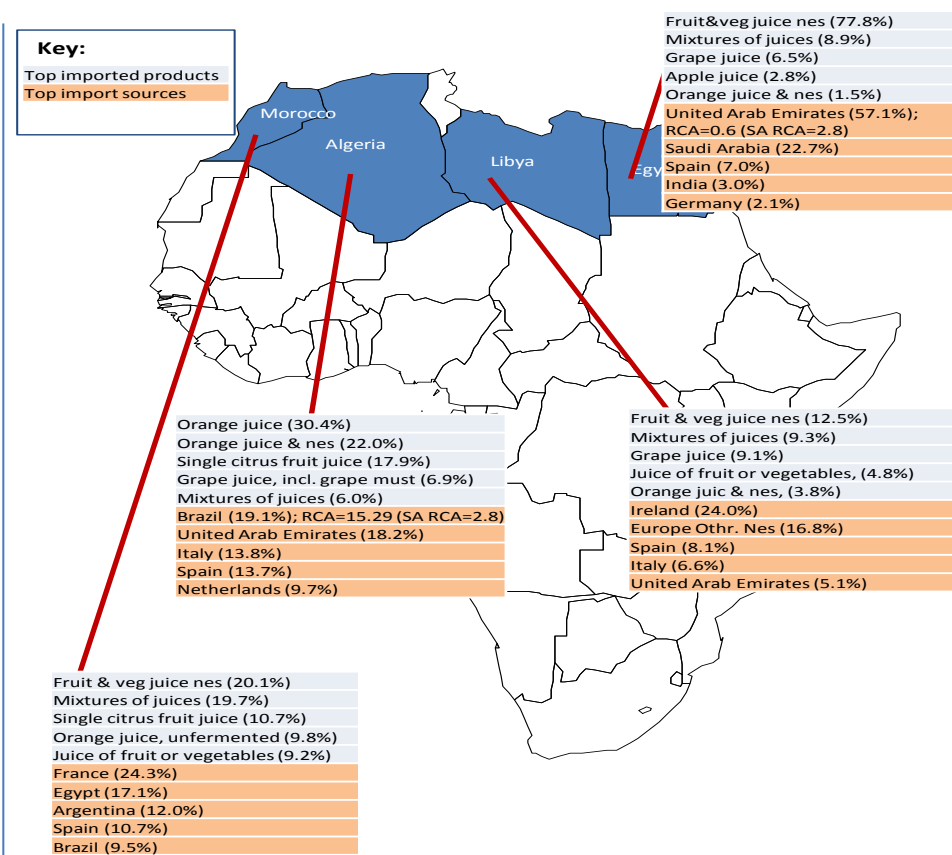 Key:
Top imported products
Top import sources
Fruit&veg juice nes (77.8%)
Mixtures of juices (8.9%)
Grape juice (6.5%)
Apple juice (2.8%)
Orange juice & nes (1.5%)
United Arab Emirates (57.1%);
RCA=0.6 (SA RCA=2.8)
Saudi Arabia (22.7%)
Spain (7.0%)
India (3.0%)
Germany (2.1%)
Morocco
Algeria
Libya
Egy
Orange juice (30.4%)
Orange juice & nes (22.0%)
Single citrus fruit juice (17.9%)
Grape juice, incl. grape must (6.9%)
Mixtures of juices (6.0%)
Brazil (19.1%); RCA=15.29 (SA RCA=2.8)
United Arab Emirates (18.2%)
Italy (13.8%)
Spain (13.7%)
Netherlands (9.7%)
Fruit & veg juice nes (12.5%)
Mixtures of juices (9.3%)
Grape juice (9.1%)
Juice of fruit or vegetables, (4.8%)
Orange juic & nes, (3.8%)
Ireland (24.0%)
Europe Othr. Nes (16.8%)
Spain (8.1%)
Italy (6.6%)
United Arab Emirates (5.1%)
Fruit & veg juice nes (20.1%)
Mixtures of juices (19.7%)
Single citrus fruit juice (10.7%)
Orange juice, unfermented (9.8%)
Juice of fruit or vegetables (9.2%)
France (24.3%)
Egypt (17.1%)
Argentina (12.0%)
Spain (10.7%)
Brazil (9.5%)